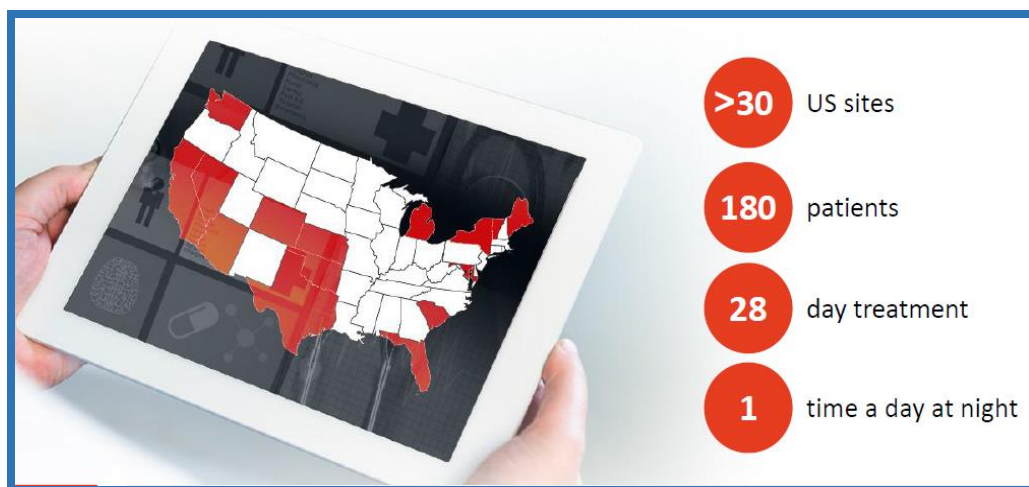 >30 US sites
180 patients
28 day treatment
1 time a day at night